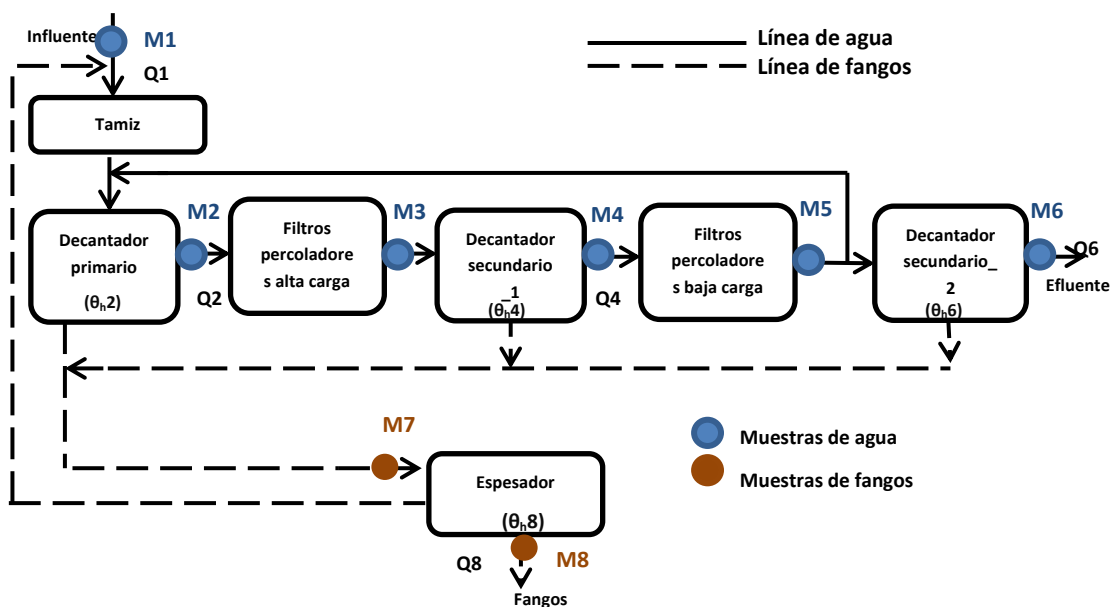 Influente
M1
Q1
Línea de agua
Línea de fangos
Tamiz
Decantador
primario
(θh2)
M2
Q2
Filtros
percoladore
s alta carga
M3
Decantador
secundario
_1
(θh4)
M4
Q4
Filtros
percoladore
s baja carga
M5
Decantador
secundario_
2
(θh6)
M6
Q6
Efluente
M7
Muestras de agua
Muestras de fangos
Espesador
(θh8)
Q8
M8
Fangos